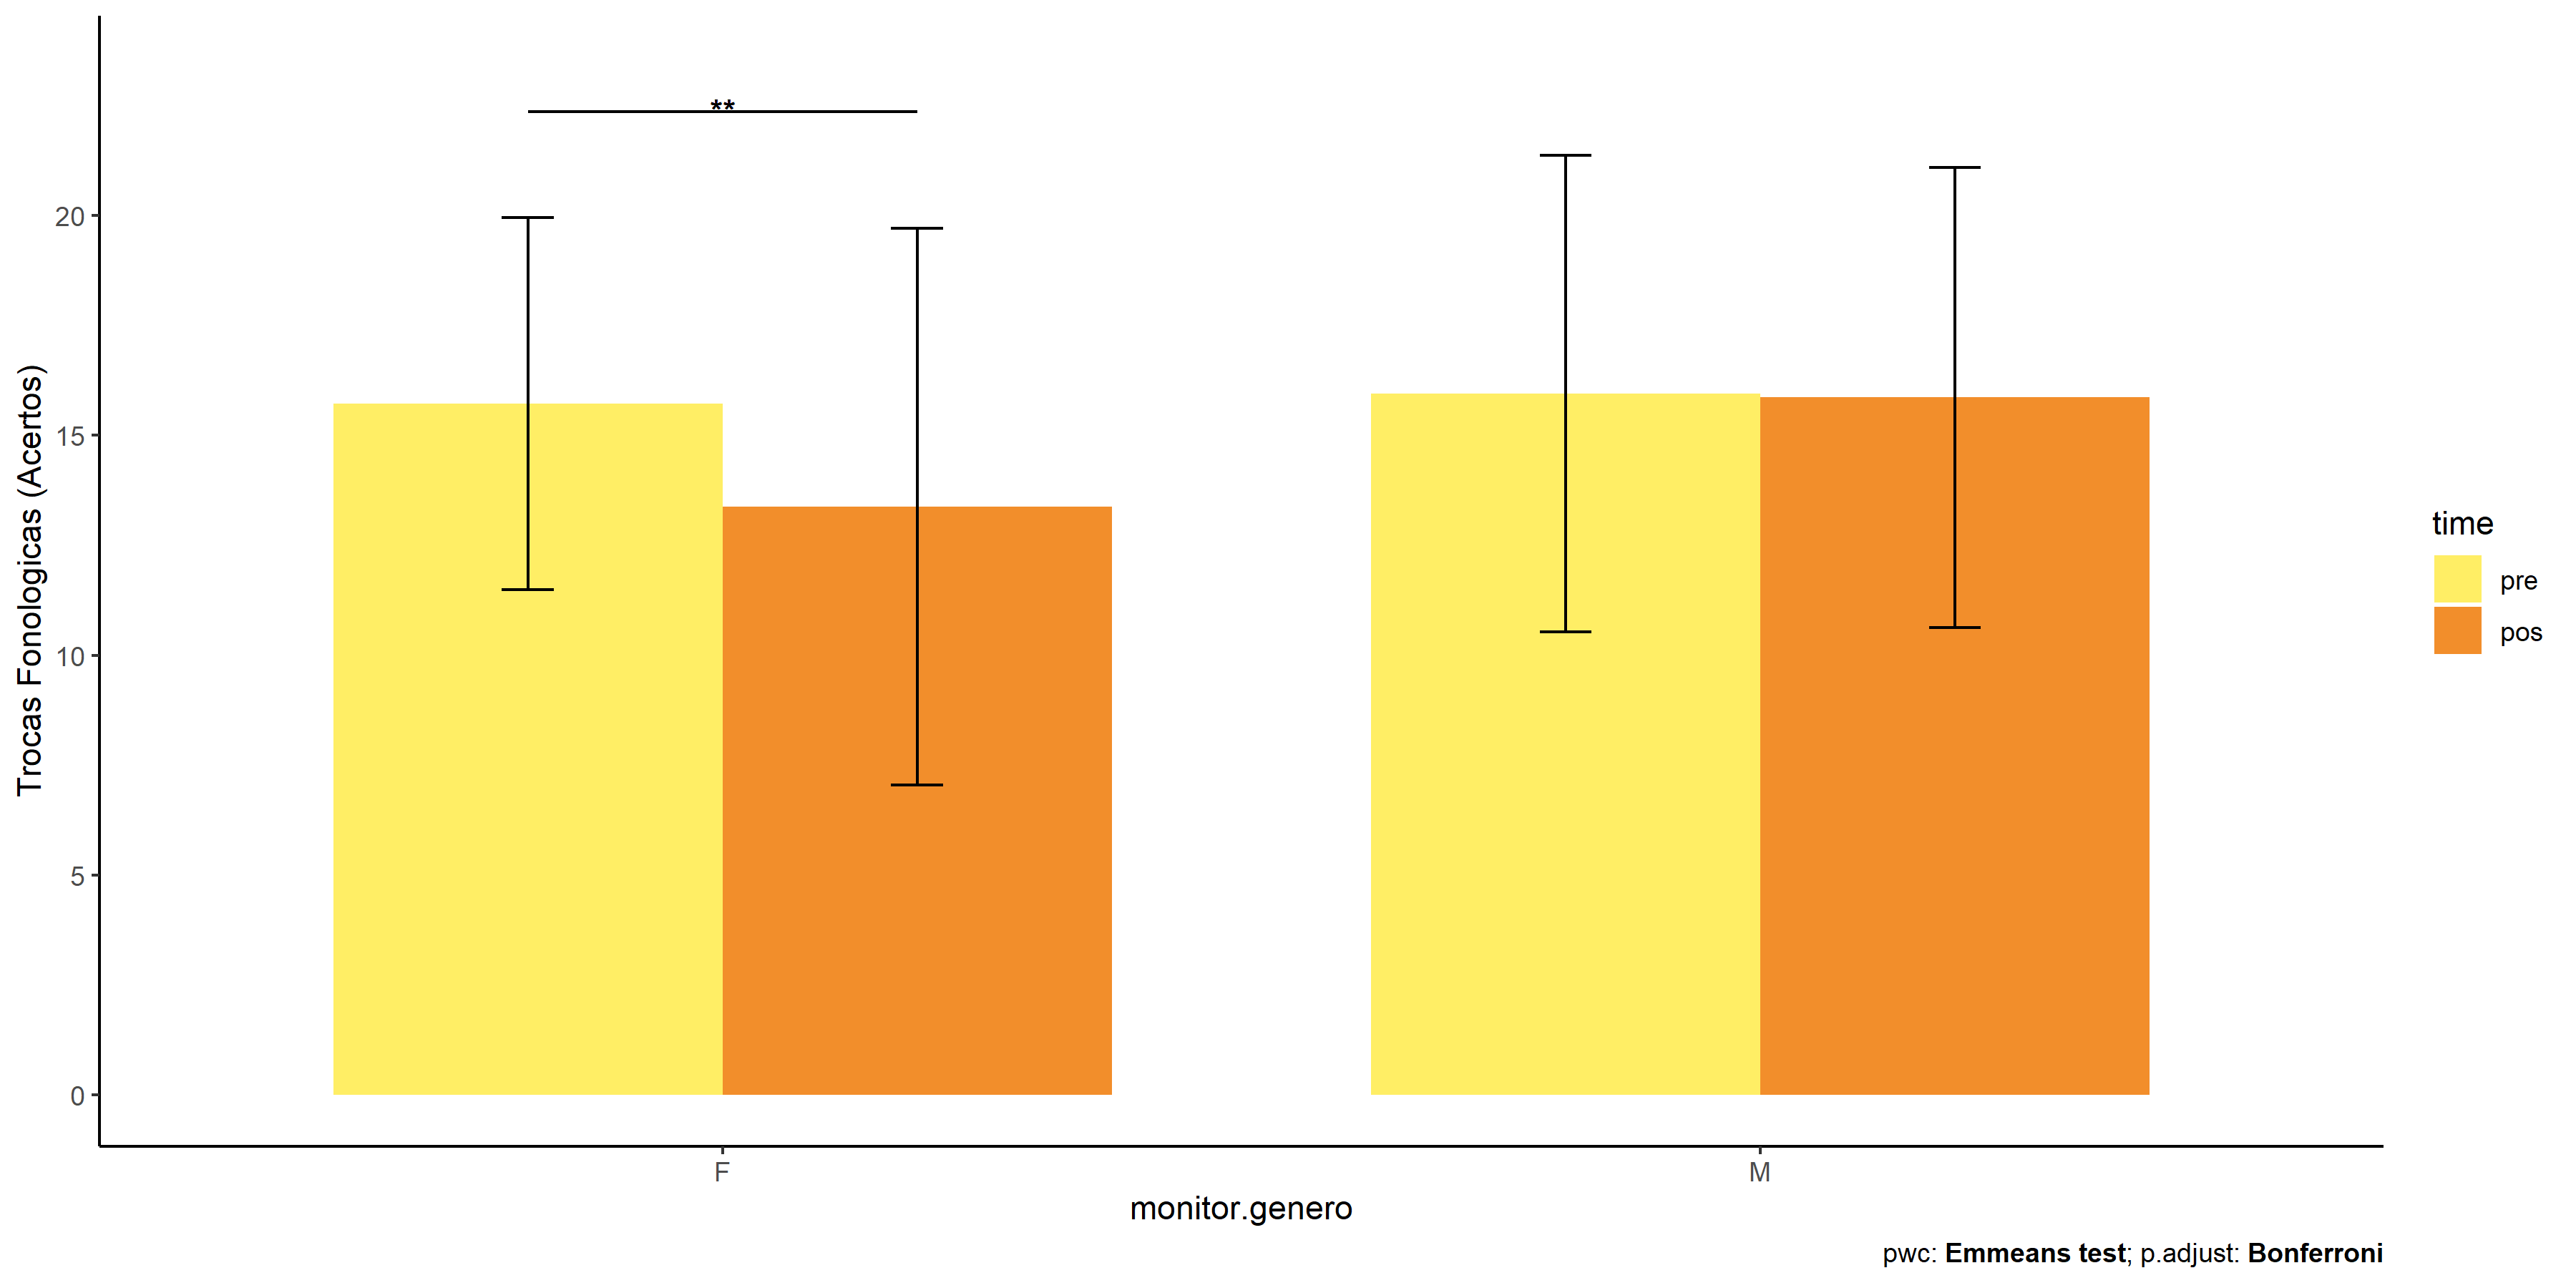 **
20
15
10
5
0
Trocas Fonologicas (Acertos)
F
M
monitor.genero
time
pre
pos
pwc: Emmeans test; p.adjust: Bonferroni